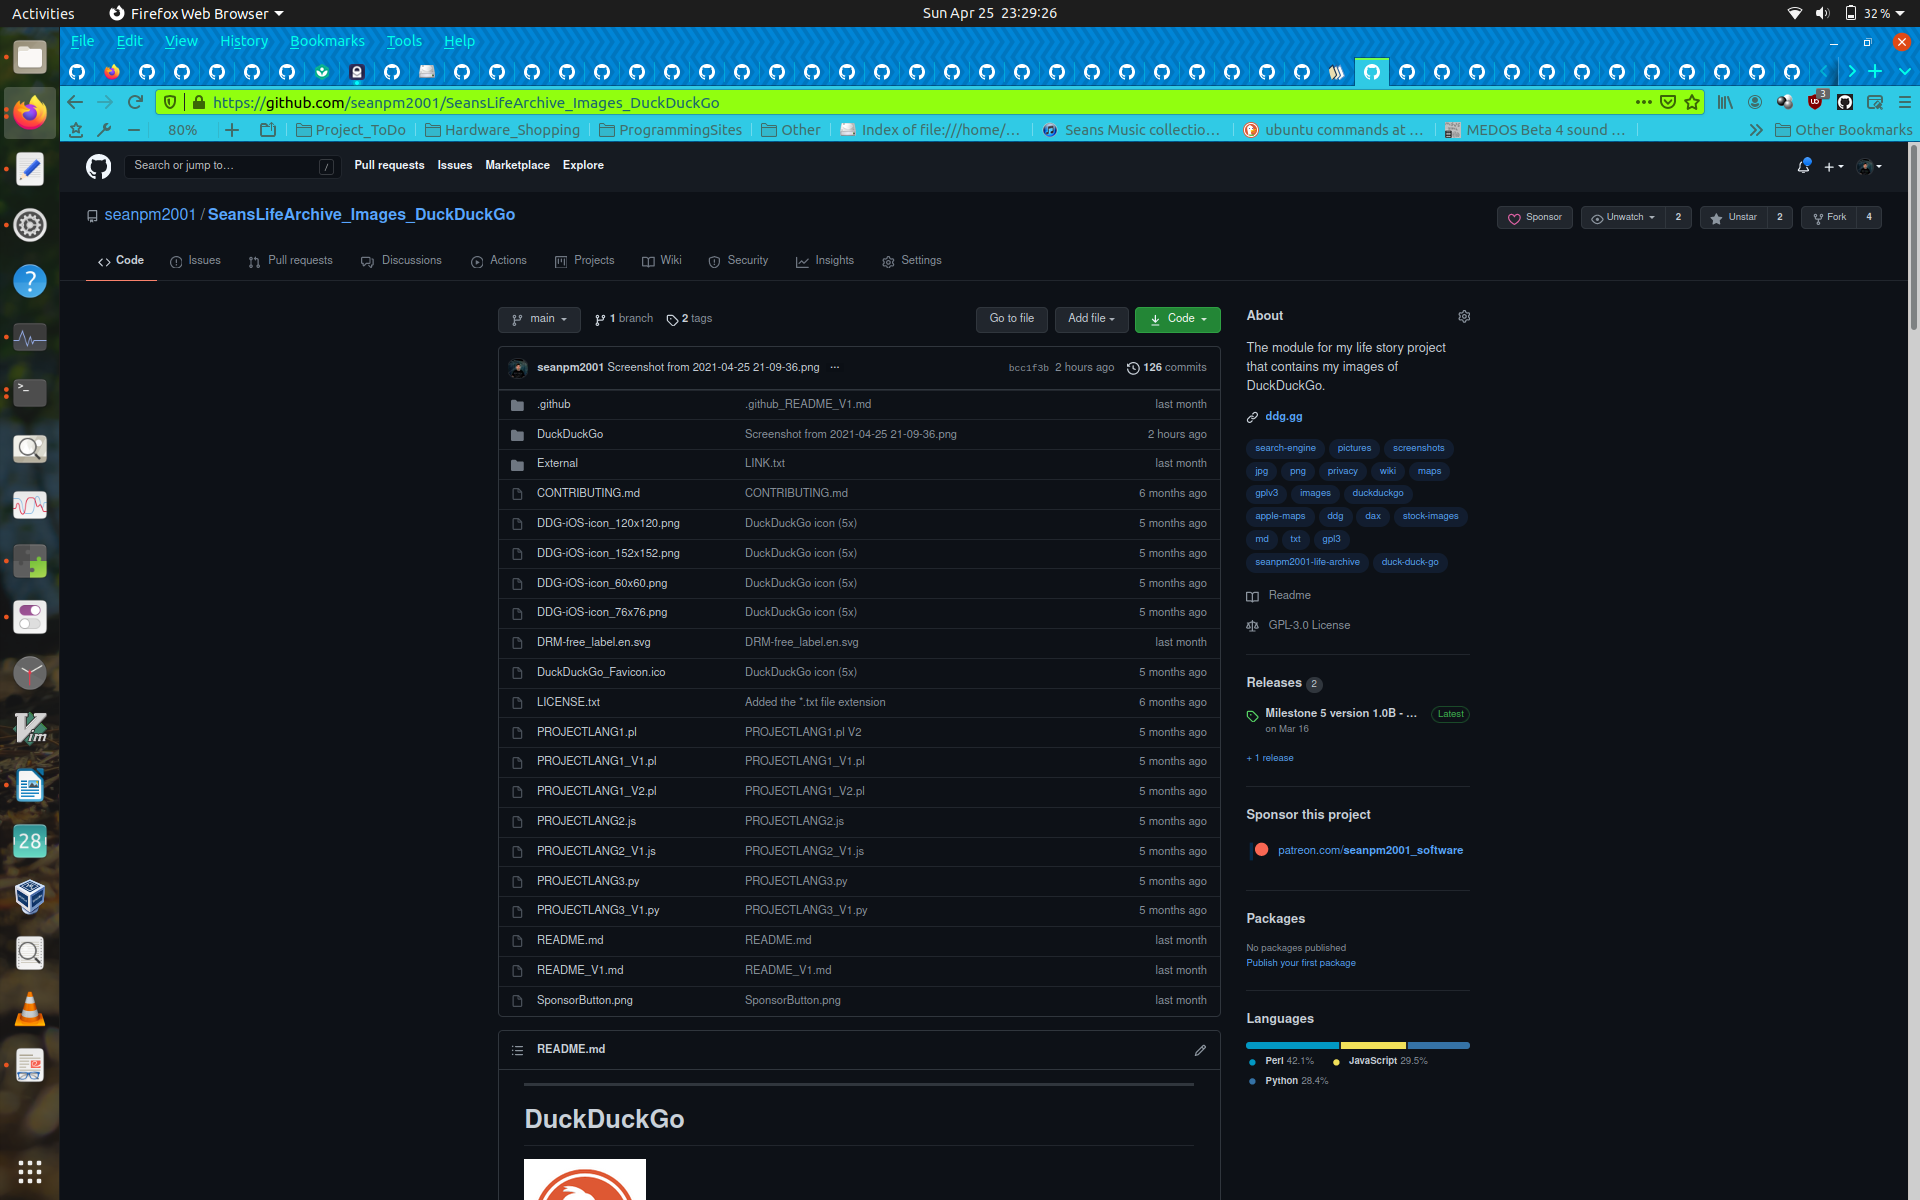 Activities Firefox Web Browser Sun Apr 25 23:29:26 32 %
File Edit View History Bookmarks Tools Help
https://github.com/seanpm2001/SeansLifeArchive_Images_DuckDuckGo 3
80% Project_ToDo Hardware_Shopping ProgrammingSites Other Index of file:///home/... Seans Music collectio... ubuntu commands at ... MEDOS Beta 4 sound ... Other Bookmarks
Search or jump to... / Pull requests Issues Marketplace Explore
seanpm2001 / SeansLifeArchive_Images_DuckDuckGo Sponsor Unwatch 2 Unstar 2 Fork 4
Code Issues Pull requests Discussions Actions Projects Wiki Security Insights Settings
main 1 branch 2 tags Go to file Add file Code
seanpm2001 Screenshot from 2021-04-25 21-09-36.png ... bcc1f3b 2 hours ago 126 commits
.github .github_README_V1.md last month
DuckDuckGo Screenshot from 2021-04-25 21-09-36.png 2 hours ago
External LINK.txt last month
CONTRIBUTING.md CONTRIBUTING.md 6 months ago
DDG-iOS-icon_120x120.png DuckDuckGo icon (5x) 5 months ago
DDG-iOS-icon_152x152.png DuckDuckGo icon (5x) 5 months ago
DDG-iOS-icon_60x60.png DuckDuckGo icon (5x) 5 months ago
DDG-iOS-icon_76x76.png DuckDuckGo icon (5x) 5 months ago
DRM-free_label.en.svg DRM-free_label.en.svg last month
DuckDuckGo_Favicon.ico DuckDuckGo icon (5x) 5 months ago
LICENSE.txt Added the *.txt file extension 6 months ago
PROJECTLANG1.pl PROJECTLANG1.pl V2 5 months ago
PROJECTLANG1_V1.pl PROJECTLANG1_V1.pl 5 months ago
PROJECTLANG1_V2.pl PROJECTLANG1_V2.pl 5 months ago
PROJECTLANG2.js PROJECTLANG2.js 5 months ago
PROJECTLANG2_V1.js PROJECTLANG2_V1.js 5 months ago
PROJECTLANG3.py PROJECTLANG3.py 5 months ago
PROJECTLANG3_V1.py PROJECTLANG3_V1.py 5 months ago
README.md README.md last month
README_V1.md README_V1.md last month
SponsorButton.png SponsorButton.png last month
README.md
DuckDuckGo
About
The module for my life story project
that contains my images of
DuckDuckGo.
ddg.gg
search-engine pictures screenshots
jpg png privacy wiki maps
gplv3 images duckduckgo
apple-maps ddg dax stock-images
md txt gpl3
seanpm2001-life-archive duck-duck-go
Readme
GPL-3.0 License
Releases 2
Milestone 5 version 1.0B - ... Latest
on Mar 16
+ 1 release
Sponsor this project
patreon.com/seanpm2001_software
Packages
No packages published
Publish your first package
Languages
Perl 42.1% JavaScript 29.5%
Python 28.4%
28